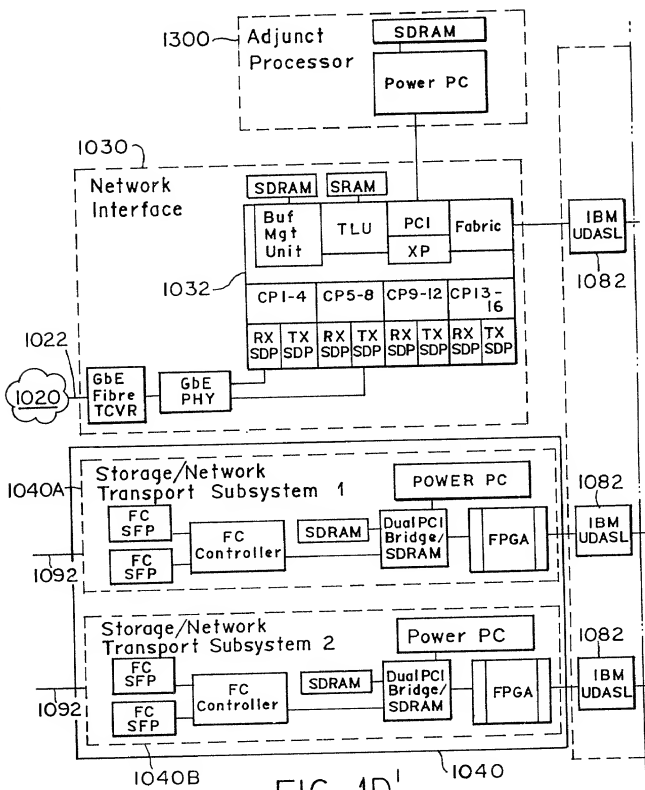 1300
Adjunct
Processor
SDRAM
Power PC
1030
Network
Interface
SDRAM
SRAM
Buf
Mgt
Unit
TLU
PCI
XP
Fabric
IBM
UDASL
1082
1032
CP1-4
CP5-8
CP9-12
CP13-
16
RX
SDP
TX
SDP
RX
SDP
TX
SDP
RX
SDP
TX
SDP
RX
SDP
TX
SDP
1022
1020
GbE
Fibre
TCVR
GbE
PHY
1040A
Storage/Network
Transport Subsystem 1
POWER PC
FC
SFP
FC
SFP
FC
Controller
SDRAM
Dual PCI
Bridge/
SDRAM
FPGA
1082
IBM
UDASL
1092
Storage/Network
Transport Subsystem 2
Power PC
FC
SFP
FC
SFP
FC
Controller
SDRAM
Dual PCI
Bridge/
SDRAM
FPGA
1082
IBM
UDASL
1092
1040B
1040
FIG. 1D'